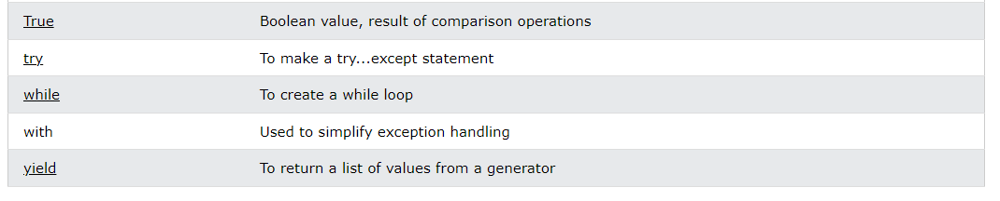 True Boolean value, result of comparison operations
try To make a try...except statement
while To create a while loop
with Used to simplify exception handling
yield To return a list of values from a generator